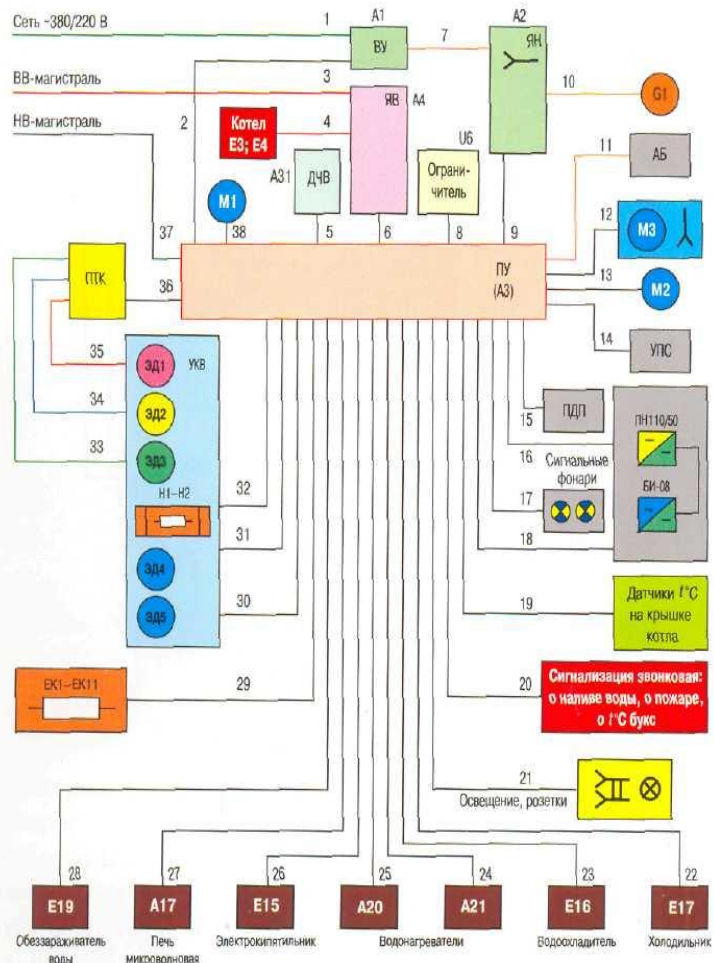 Сеть ~380/220 В
1
А1
ВУ
7
А2
ЯН
ВВ-магистраль
3
2
ЯВ
А4
10
G1
НВ-магистраль
Котел
Е3; Е4
4
U6
Ограни-
читель
11
АБ
А31
ДЧВ
М1
12
М3
37
38
5
6
8
9
13
М2
ПТК
36
ПУ
(А3)
14
УПС
35
ЭД1
УКВ
34
ЭД2
33
ЭД3
15
ПДП
16
ПН110/50
Сигнальные
фонари
Н1–Н2
32
17
БИ-08
31
18
ЭД4
30
ЭД5
19
Датчики t°С
на крышке
котла
ЕК1–ЕК11
29
20
Сигнализация звонковая:
о наливе воды, о пожаре,
о t°С букс
21
Освещение, розетки
28
27
26
25
24
23
22
Е19
А17
Е15
А20
А21
Е16
Е17
Обеззараживатель
воды
Печь
микроволновая
Электрокипятильник
Водонагреватели
Водоохладитель
Холодильник